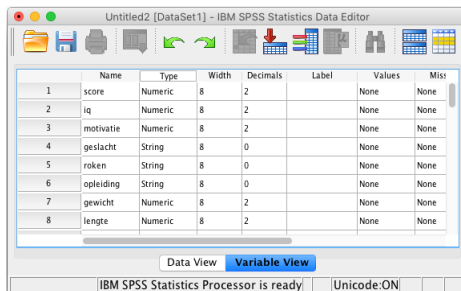 Untitled2 [DataSet1] - IBM SPSS Statistics Data Editor
Name Type Width Decimals Label Values Miss
1 score Numeric 8 2 None None
2 iq Numeric 8 2 None None
3 motivatie Numeric 8 2 None None
4 geslacht String 8 0 None None
5 roken String 8 0 None None
6 opleiding String 8 0 None None
7 gewicht Numeric 8 2 None None
8 lengte Numeric 8 2 None None
Data View Variable View
IBM SPSS Statistics Processor is ready Unicode:ON